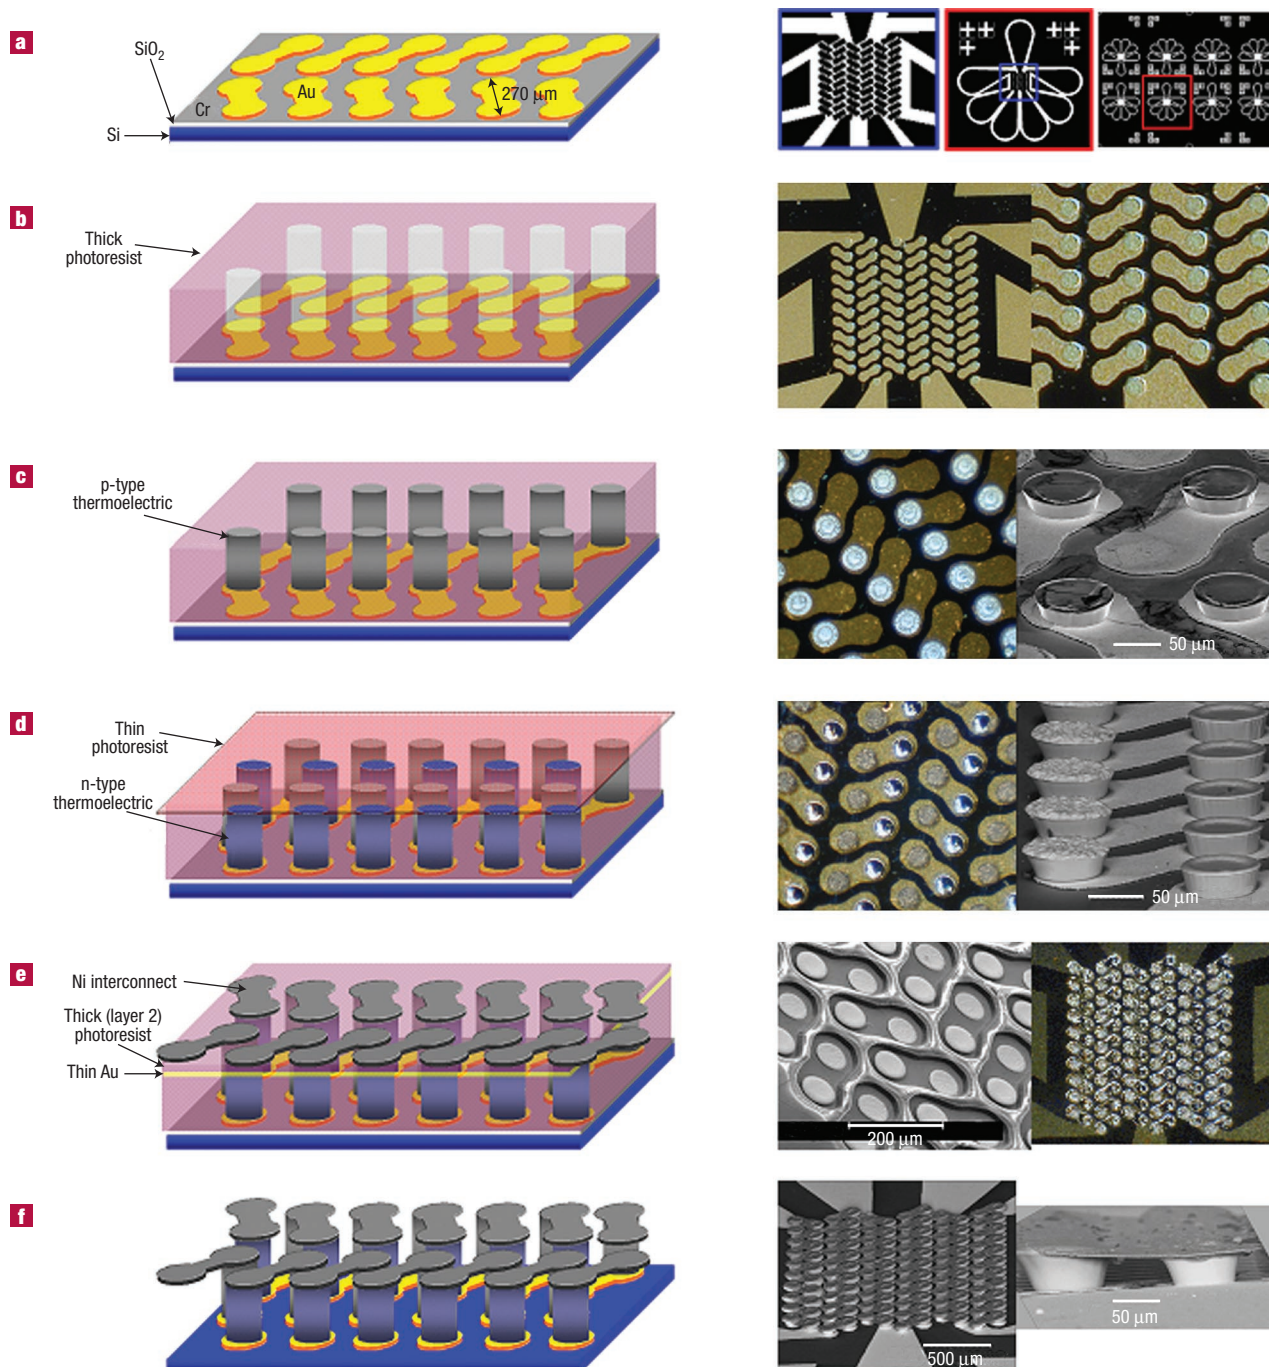 a
SiO2
Au
270 μm
Cr
Si
b
Thick
photoresist
c
p-type
thermoelectric
50 μm
d
Thin
photoresist
n-type
thermoelectric
50 μm
e
Ni interconnect
Thick (layer 2)
photoresist
Thin Au
200 μm
f
50 μm
500 μm